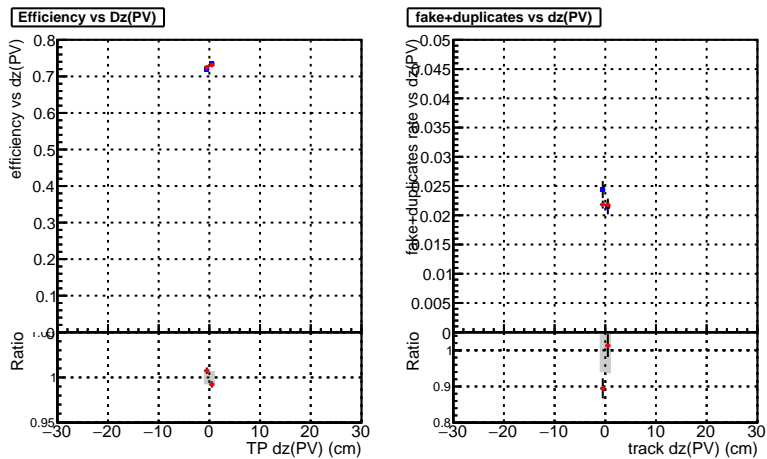 Efficiency vs Dz(PV)
efficiency vs dz(PV)
0.8
0.7
0.6
0.5
0.4
0.3
0.2
0.1
Ratio
1
0.95
−30 −20 −10 0 10 20 30
TP dz(PV) (cm)
fake+duplicates vs dz(PV)
fake+duplicates rate vs dz(PV)
0.05
0.045
0.04
0.035
0.03
0.025
0.02
0.015
0.01
0.005
0
Ratio
1
0.9
0.8
−30 −20 −10 0 10 20 30
track dz(PV) (cm)